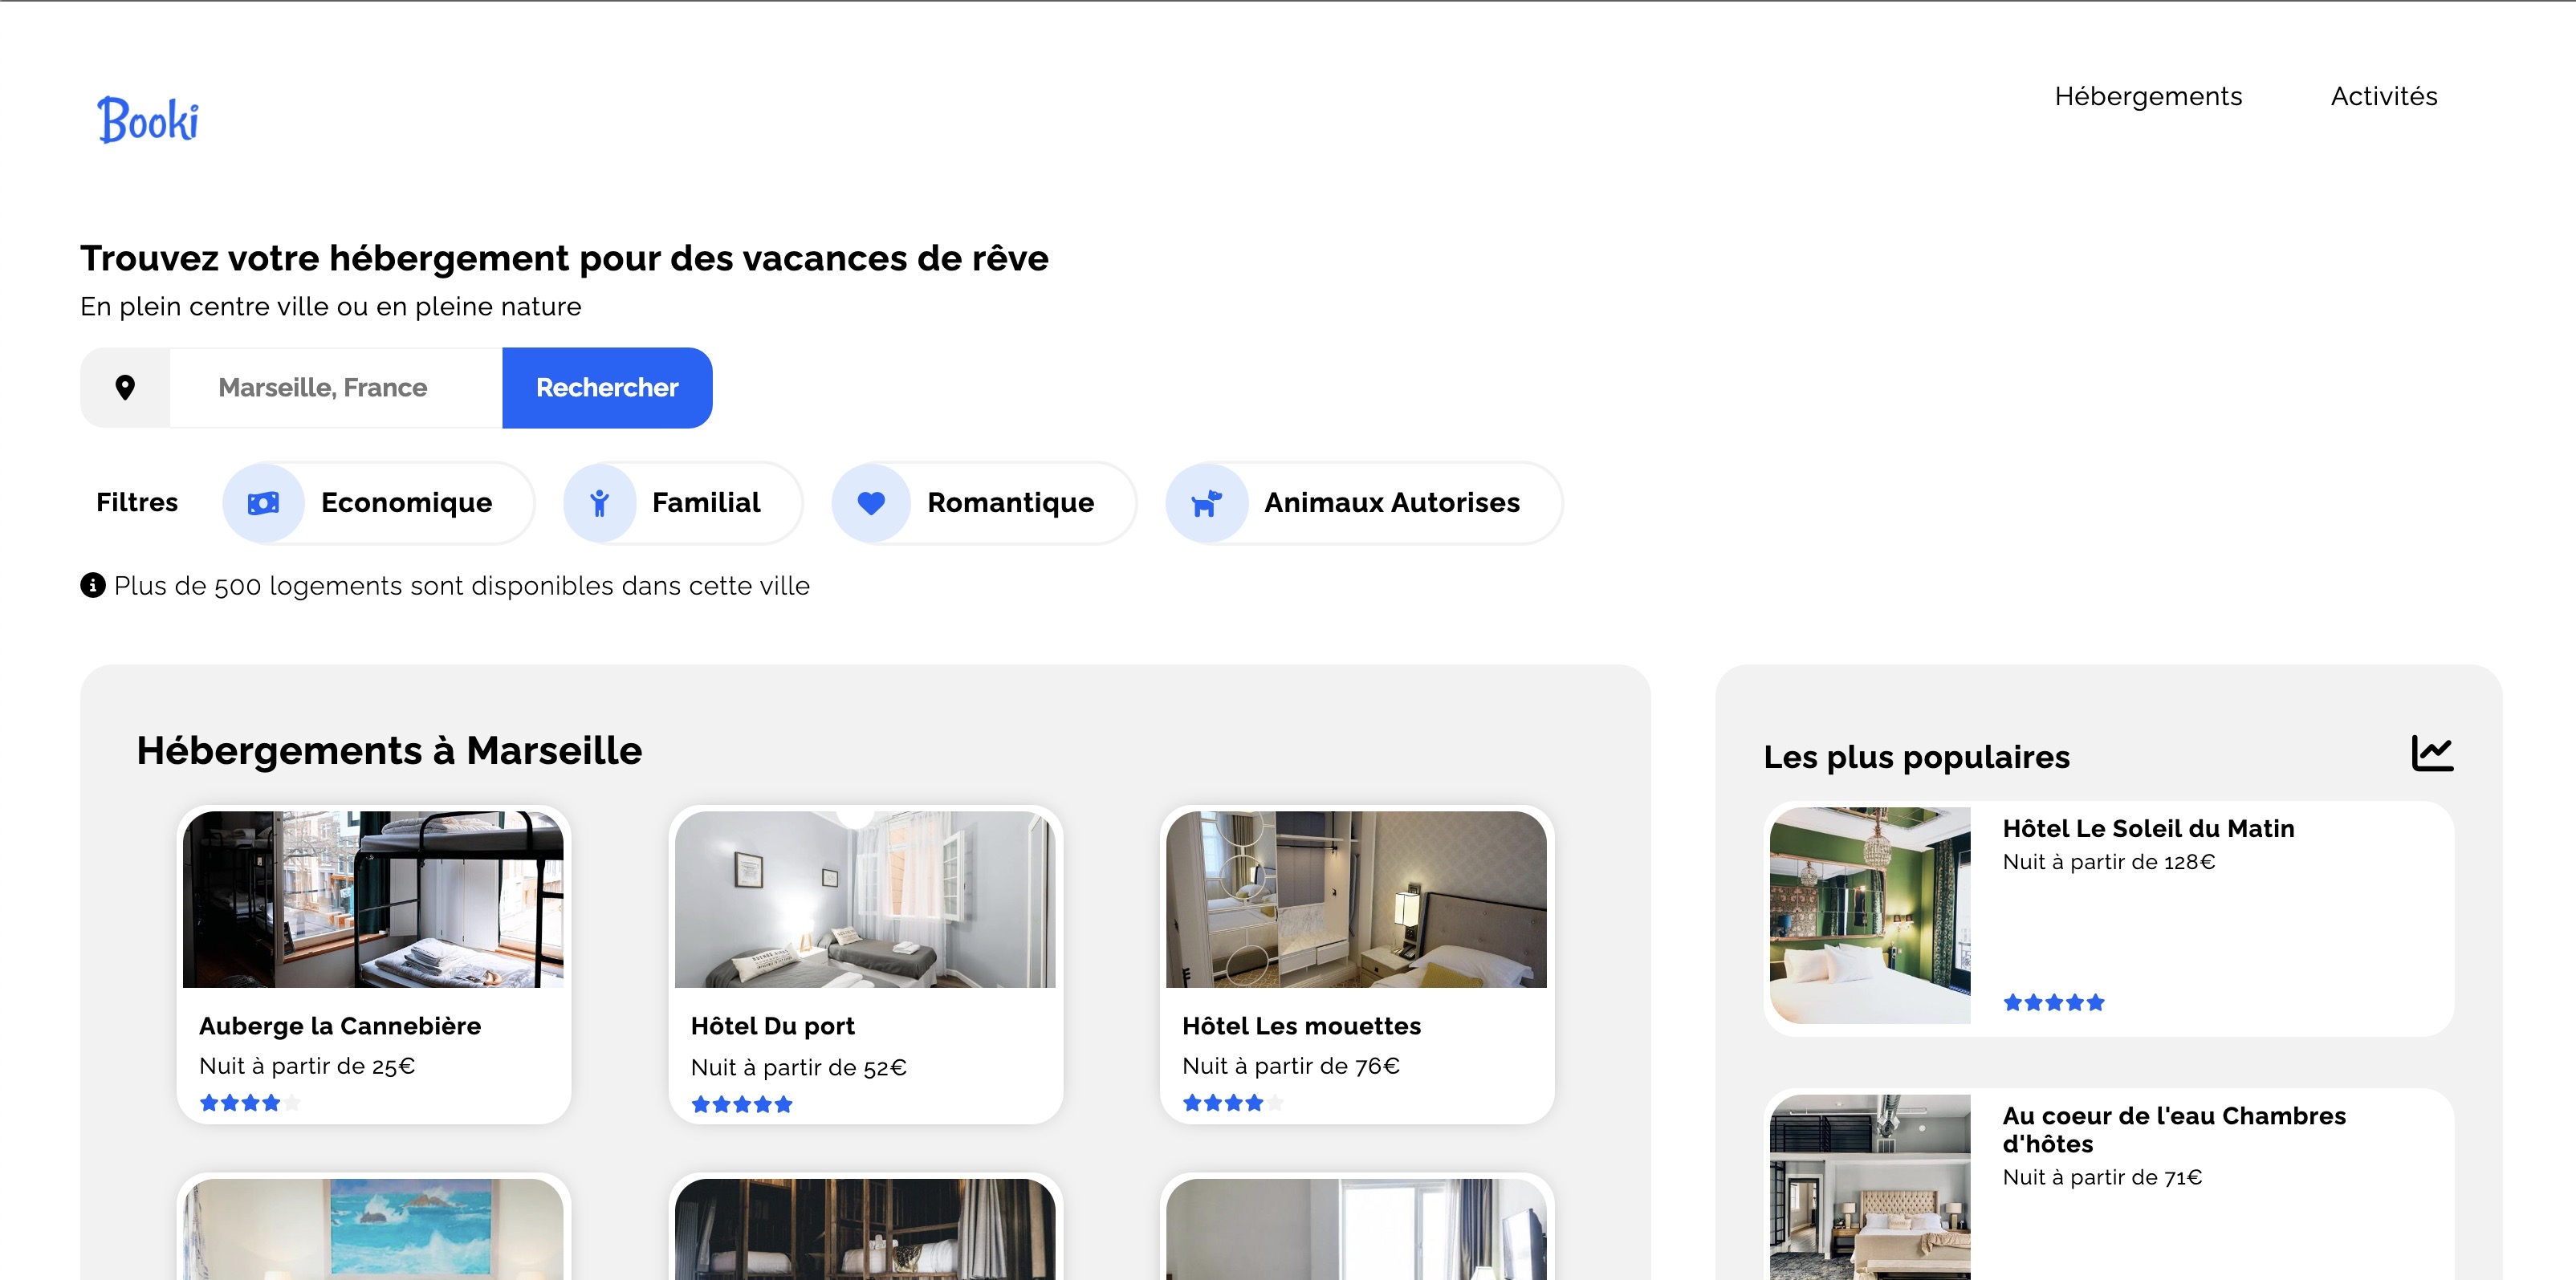 Booki
Hébergements
Activités
Trouvez votre hébergement pour des vacances de rêve
En plein centre ville ou en pleine nature
Marseille, France
Rechercher
Filtres
Economique
Familial
Romantique
Animaux Autorises
Plus de 500 logements sont disponibles dans cette ville
Hébergements à Marseille
Auberge la Cannebière
Nuit à partir de 25€
Hôtel Du port
Nuit à partir de 52€
Hôtel Les mouettes
Nuit à partir de 76€
Les plus populaires
Hôtel Le Soleil du Matin
Nuit à partir de 128€
Au coeur de l'eau Chambres
d'hôtes
Nuit à partir de 71€